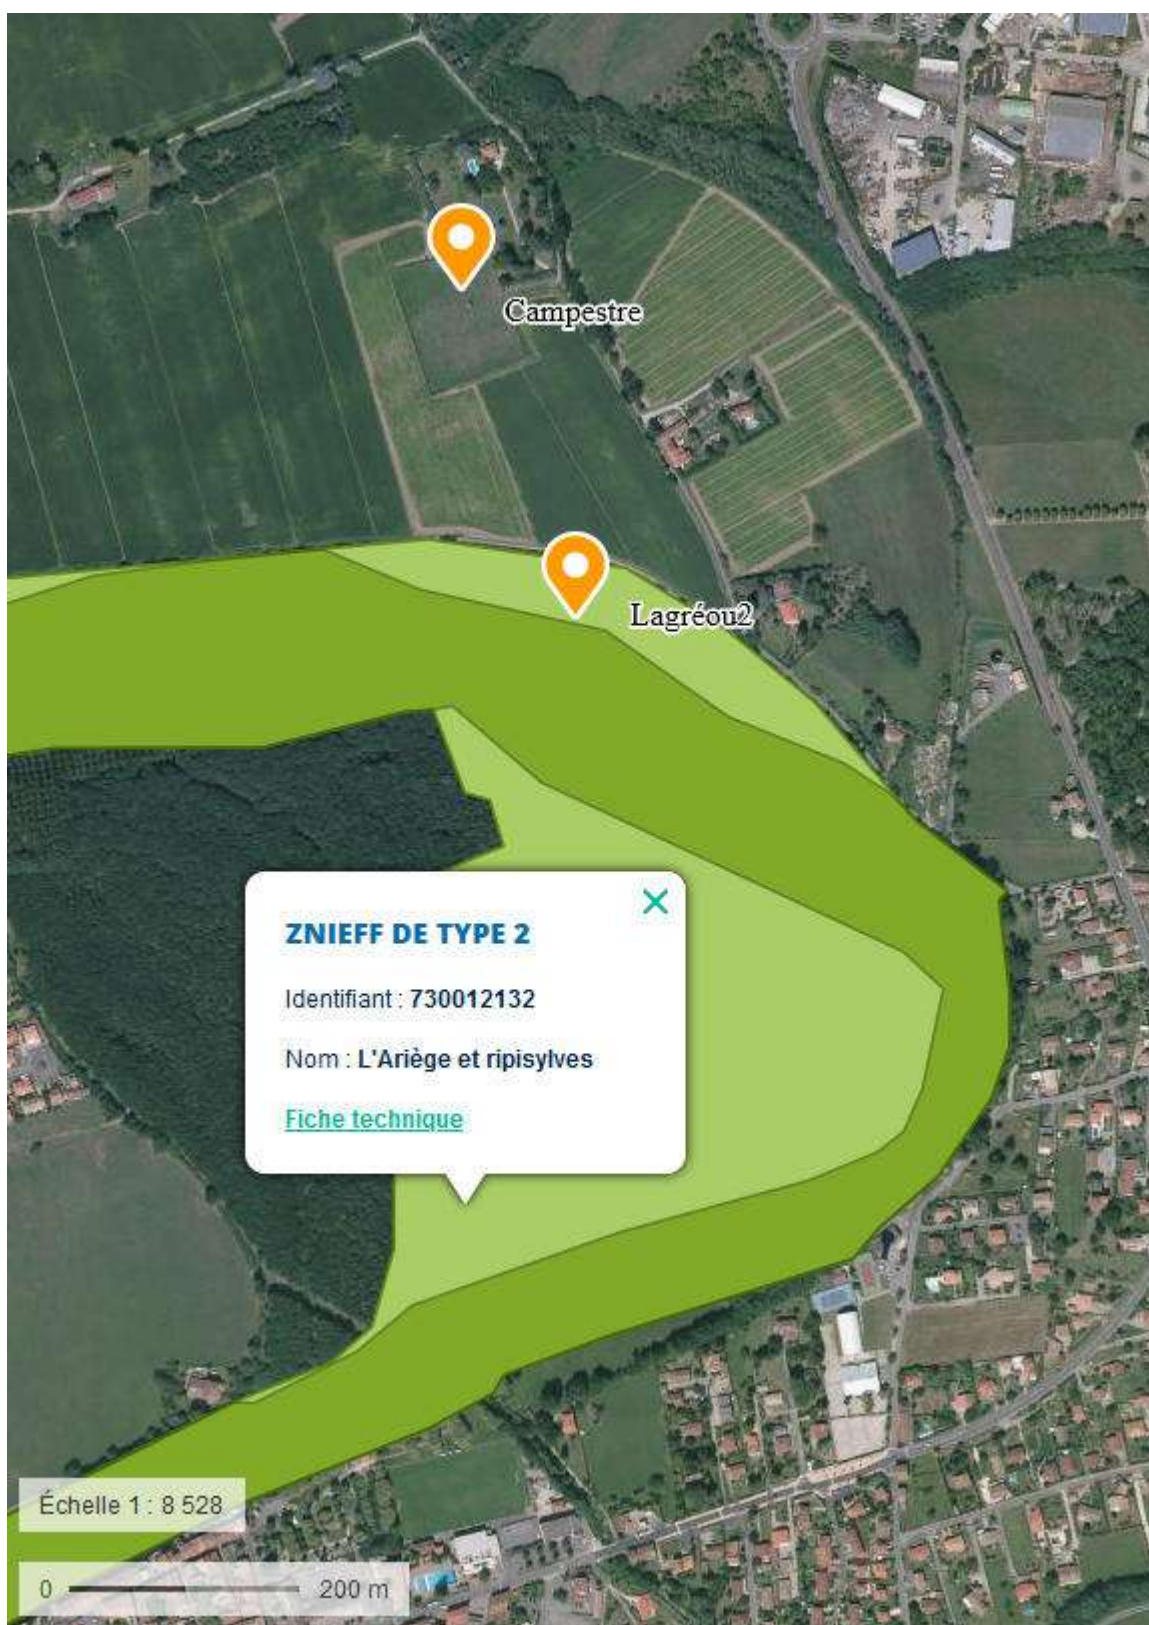 Campestre
Lagréou2
ZNIEFF DE TYPE 2
Identifiant : 730012132
Nom : L'Ariège et ripisylves
Fiche technique
Échelle 1 : 8 528
0 200 m